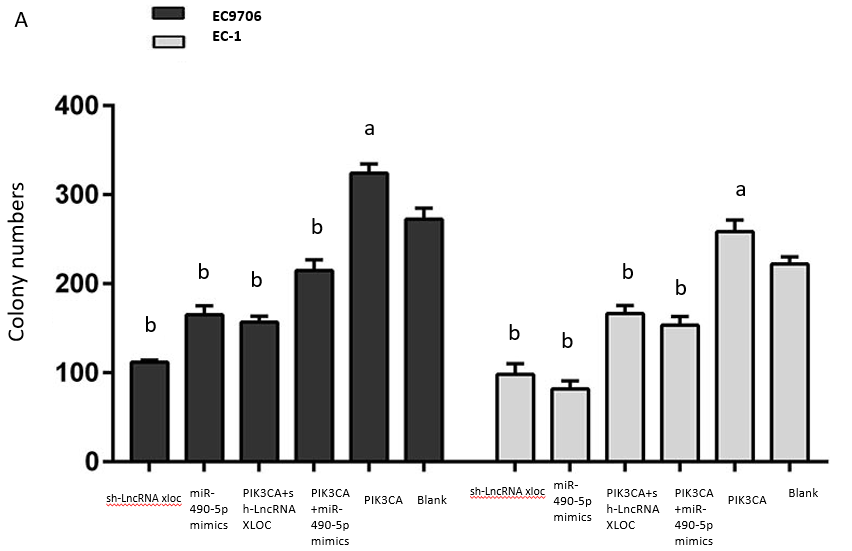 A
EC9706
EC-1
Colony numbers
400
300
200
100
0
b
b
b
b
a
b
b
b
b
a
sh-LncRNA xloc
miR-
490-5p
mimics
PIK3CA+s
h-LncRNA
XLOC
PIK3CA
+miR-
490-5p
mimics
PIK3CA
Blank
sh-LncRNA xloc
miR-
490-5p
mimics
PIK3CA+s
h-LncRNA
XLOC
PIK3CA
+miR-
490-5p
mimics
PIK3CA
Blank